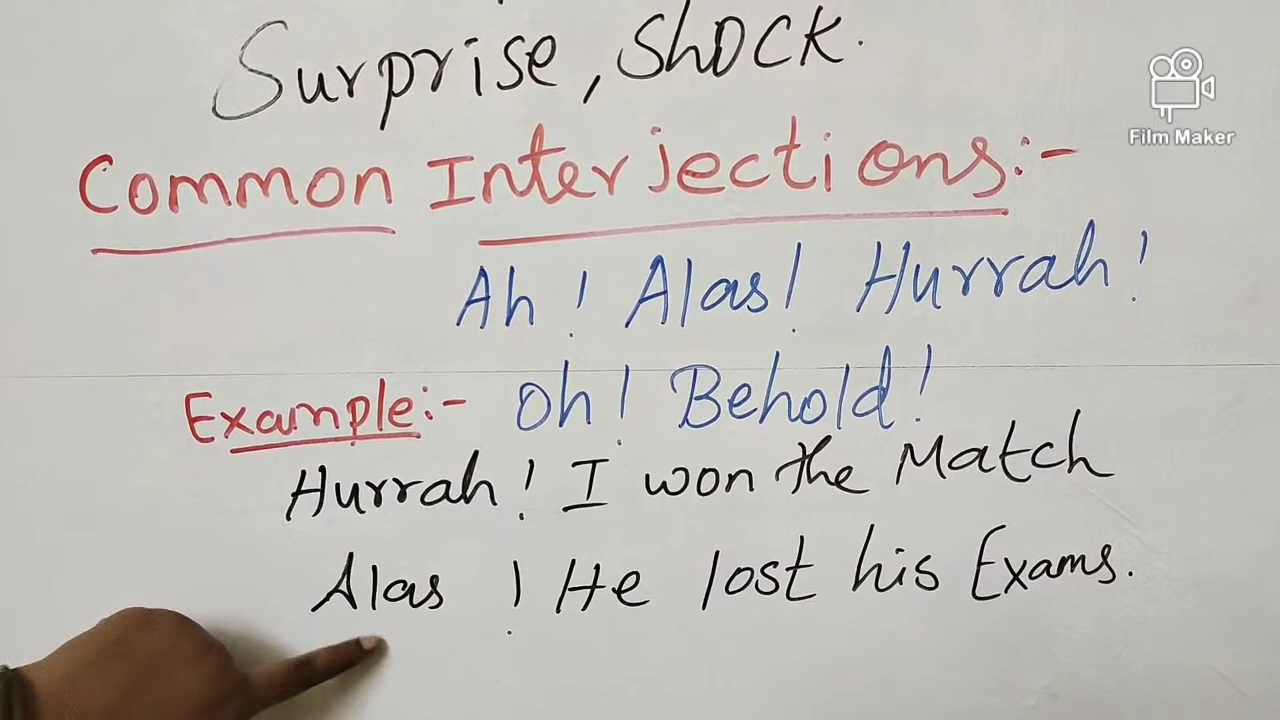 Surprise, Shock.
Film Maker
Common Interjections:-
Ah! Alas! Hurrah!
Example:- Oh! Behold!
Hurrah! I won the Match
Alas! He lost his Exams.